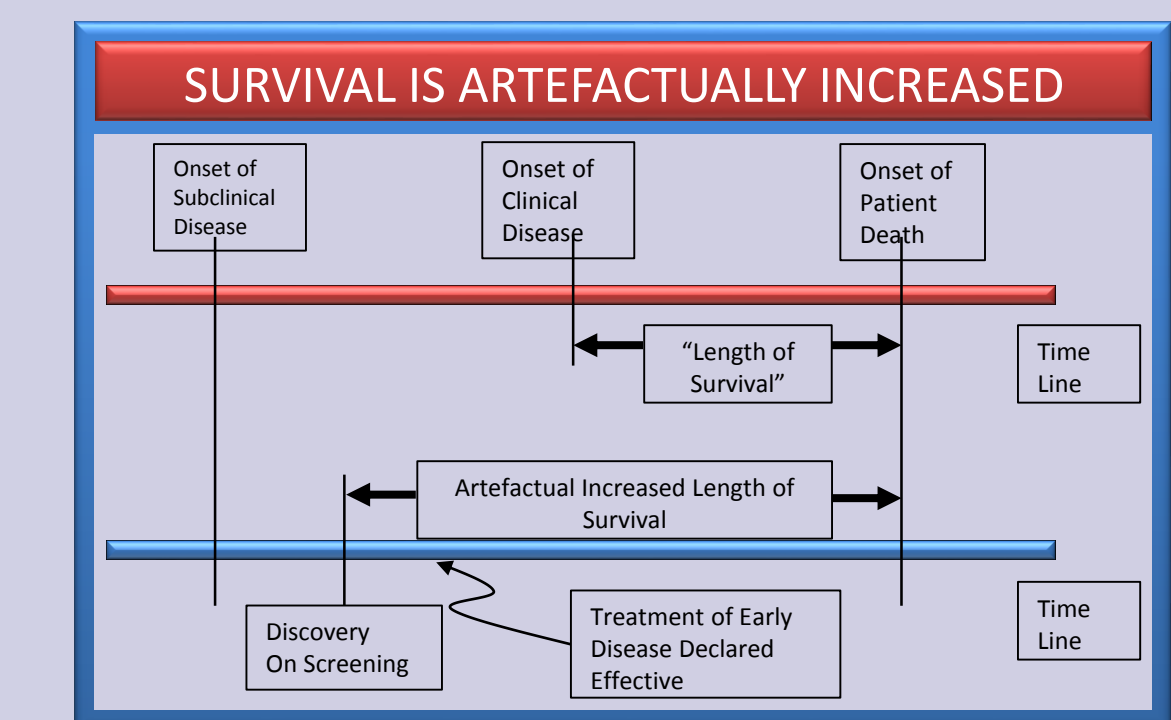 SURVIVAL IS ARTEFACTUALLY INCREASED
Onset of
Subclinical
Disease
Onset of
Clinical
Disease
Onset of
Patient
Death
“Length of
Survival”
Time
Line
Artefactual Increased Length of
Survival
Discovery
On Screening
Treatment of Early
Disease Declared
Effective
Time
Line